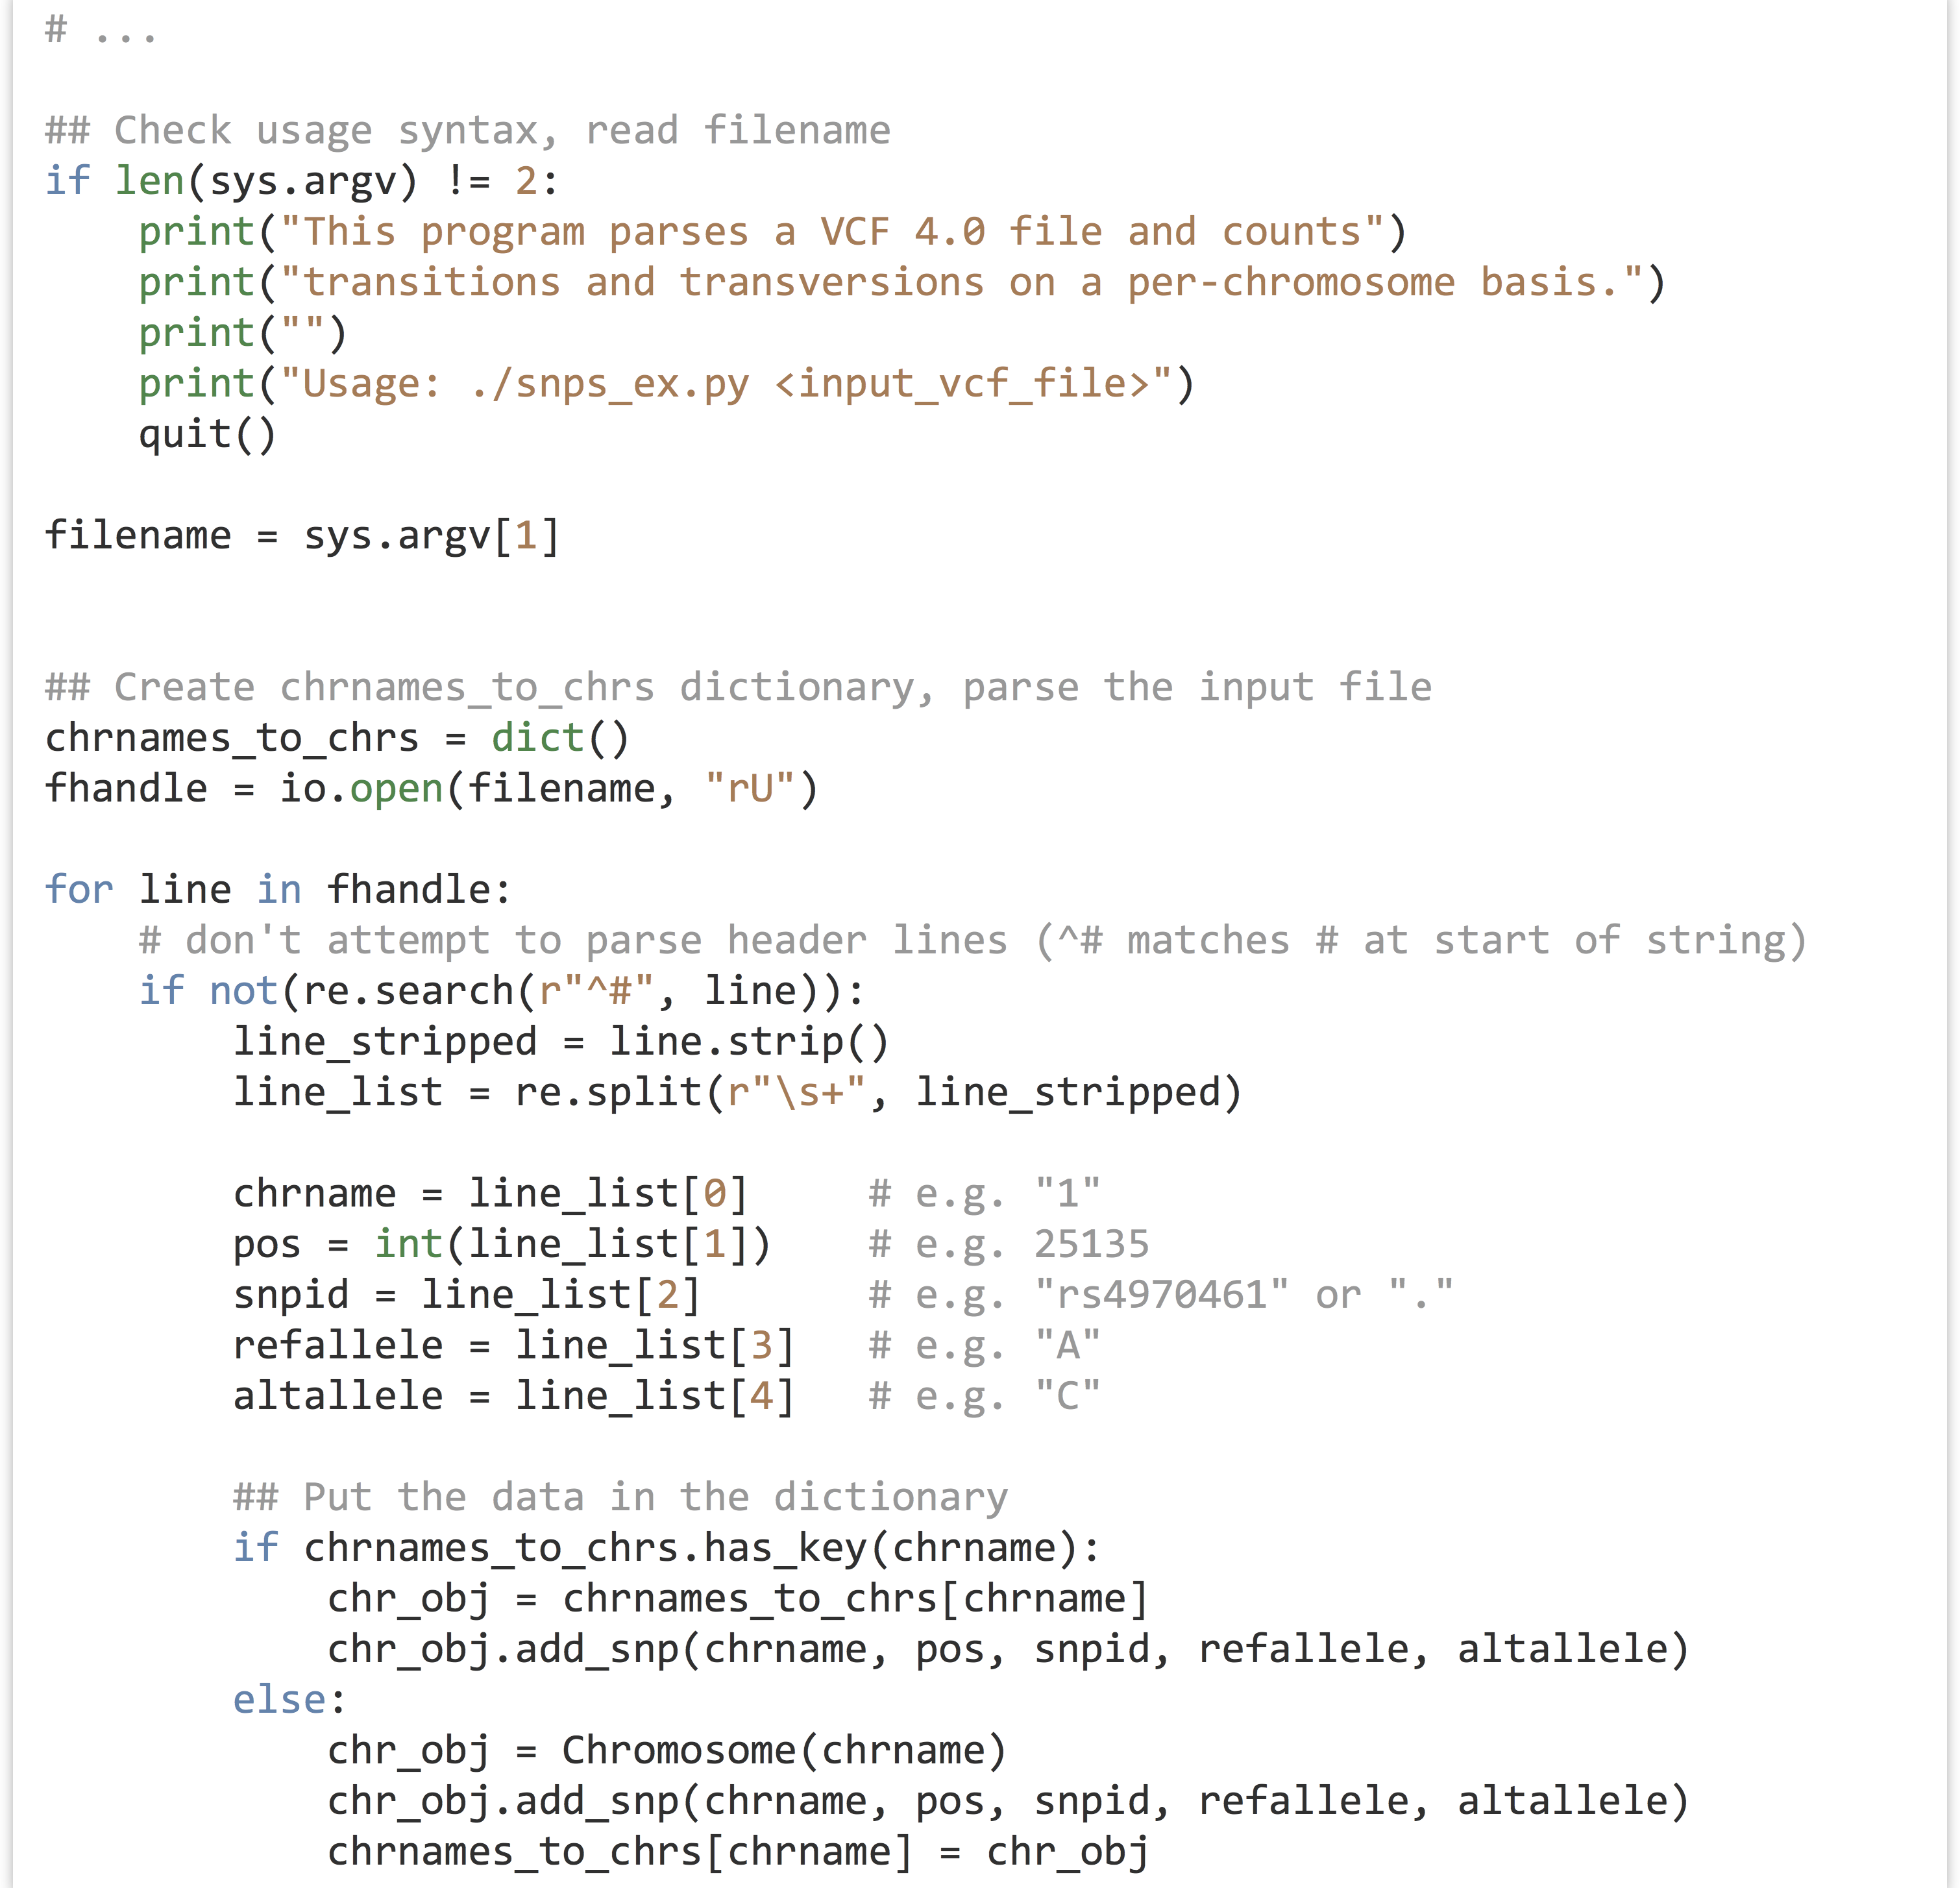 # ...
## Check usage syntax, read filename
if len(sys.argv) != 2:
    print("This program parses a VCF 4.0 file and counts")
    print("transitions and transversions on a per-chromosome basis.")
    print("")
    print("Usage: ./snps_ex.py <input_vcf_file>")
    quit()
filename = sys.argv[1]
## Create chrnames_to_chrs dictionary, parse the input file
chrnames_to_chrs = dict()
fhandle = io.open(filename, "rU")
for line in fhandle:
    # don't attempt to parse header lines (^# matches # at start of string)
    if not(re.search(r"^#", line)):
        line_stripped = line.strip()
        line_list = re.split(r"\s+", line_stripped)
        chrname = line_list[0]     # e.g. "1"
        pos = int(line_list[1])    # e.g. 25135
        snpid = line_list[2]       # e.g. "rs4970461" or "."
        refallele = line_list[3]   # e.g. "A"
        altallele = line_list[4]   # e.g. "C"
        ## Put the data in the dictionary
        if chrnames_to_chrs.has_key(chrname):
            chr_obj = chrnames_to_chrs[chrname]
            chr_obj.add_snp(chrname, pos, snpid, refallele, altallele)
        else:
            chr_obj = Chromosome(chrname)
            chr_obj.add_snp(chrname, pos, snpid, refallele, altallele)
            chrnames_to_chrs[chrname] = chr_obj